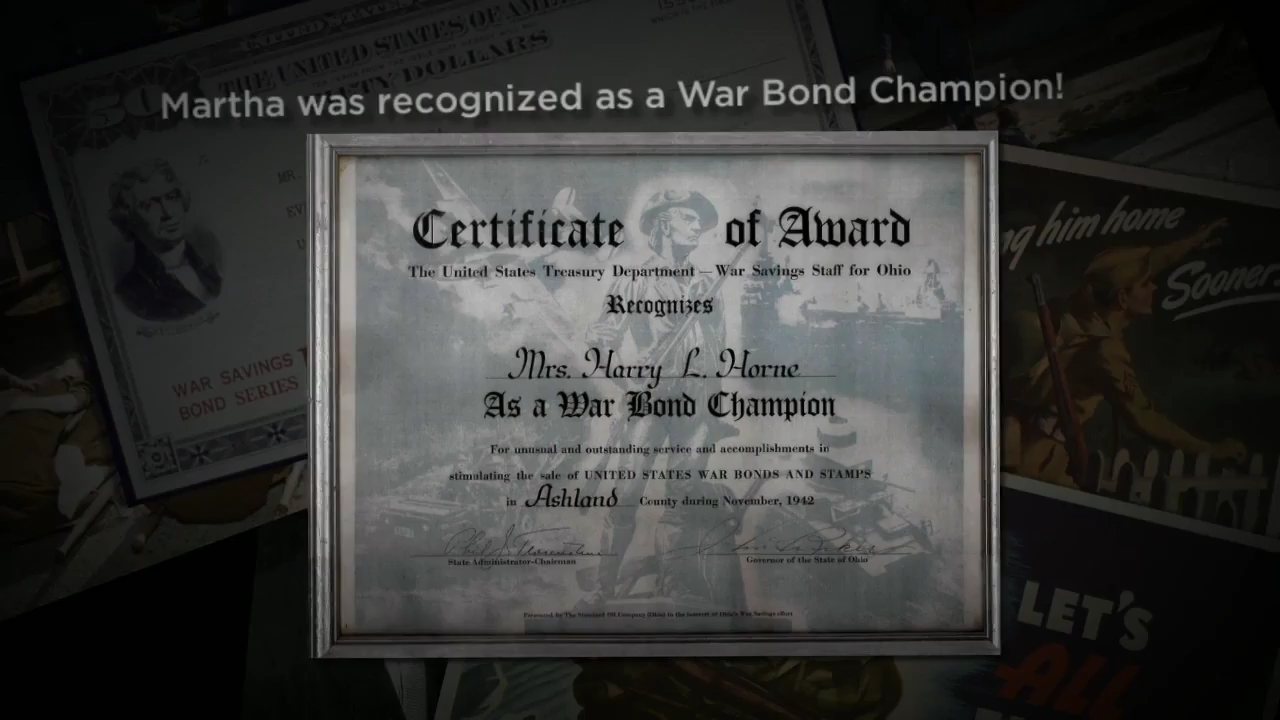 THE UNITED STATES OF AMERICA
50
FIFTY DOLLARS
Martha was recognized as a War Bond Champion!
MR.
WAR SAVINGS
BOND SERIES
him home
Sooner
Certificate of Award
The United States Treasury Department — War Savings Staff for Ohio
Recognizes
Mrs. Harry L. Horne
As a War Bond Champion
For unusual and outstanding service and accomplishments in
stimulating the sale of UNITED STATES WAR BONDS AND STAMPS
in Ashland County during November, 1942
State Administrator-Chairman
Governor of the State of Ohio
LET'S
ALL